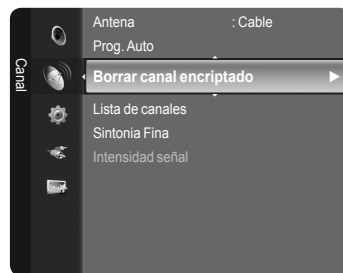 Canal
Antena : Cable
Prog. Auto
Borrar canal encriptado
Lista de canales
Sintonia Fina
Intensidad señal